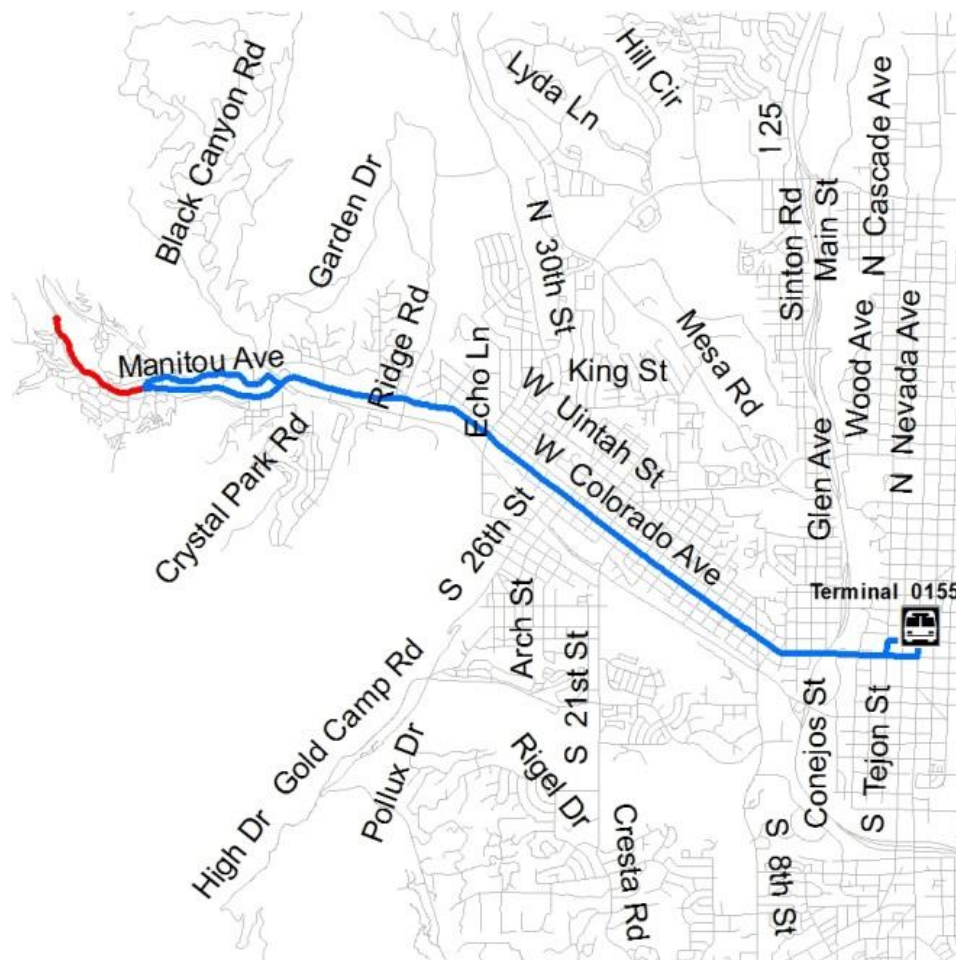 Black Canyon Rd
Garden Dr
Lyda Ln
Hill Cir
I 25
Sinton Rd
Main St
N Cascade Ave
N 30th St
Mesa Rd
Wood Ave
N Nevada Ave
Manitou Ave
Ridge Rd
Echo Ln
King St
W Uintah St
W Colorado Ave
Glen Ave
Crystal Park Rd
S 26th St
Arch St
S 21st St
Terminal 0155
Gold Camp Rd
Pollux Dr
High Dr
Rigel Dr
Cresta Rd
Conejos St
S Tejon St
S 8th St